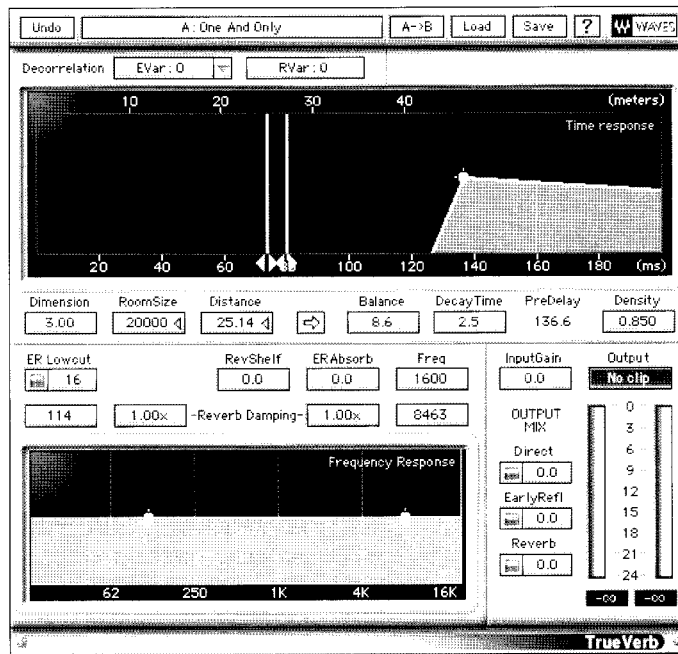 Undo A: One And Only A->B Load Save ? WAVES
Decorrelation EVar: 0 RVar: 0
10 20 30 40 (meters)
Time response
20 40 60 80 100 120 140 160 180 (ms)
Dimension RoomSize Distance Balance DecayTime PreDelay Density
3.00 20000 25.14 8.6 2.5 136.6 0.850
ER Lowcut RevShelf ERAbsorb Freq InputGain Output
16 0.0 0.0 1600 0.0 No clip
114 1.00x -Reverb Damping- 1.00x 8463
OUTPUT
MIX
Direct
0.0
EarlyRefl
0.0
Reverb
0.0
0
3
6
9
12
15
18
21
24
-oo -oo
Frequency Response
62 250 1K 4K 16K
TrueVerb